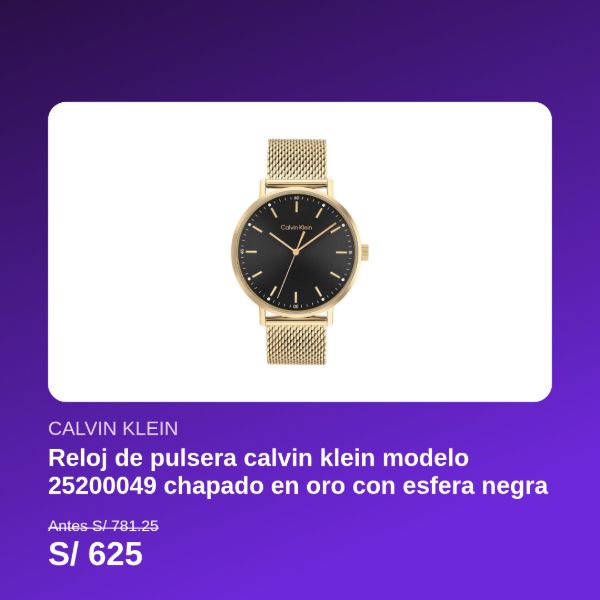 Calvin Klein
CALVIN KLEIN
Reloj de pulsera calvin klein modelo
25200049 chapado en oro con esfera negra
Antes S/ 781.25
S/ 625